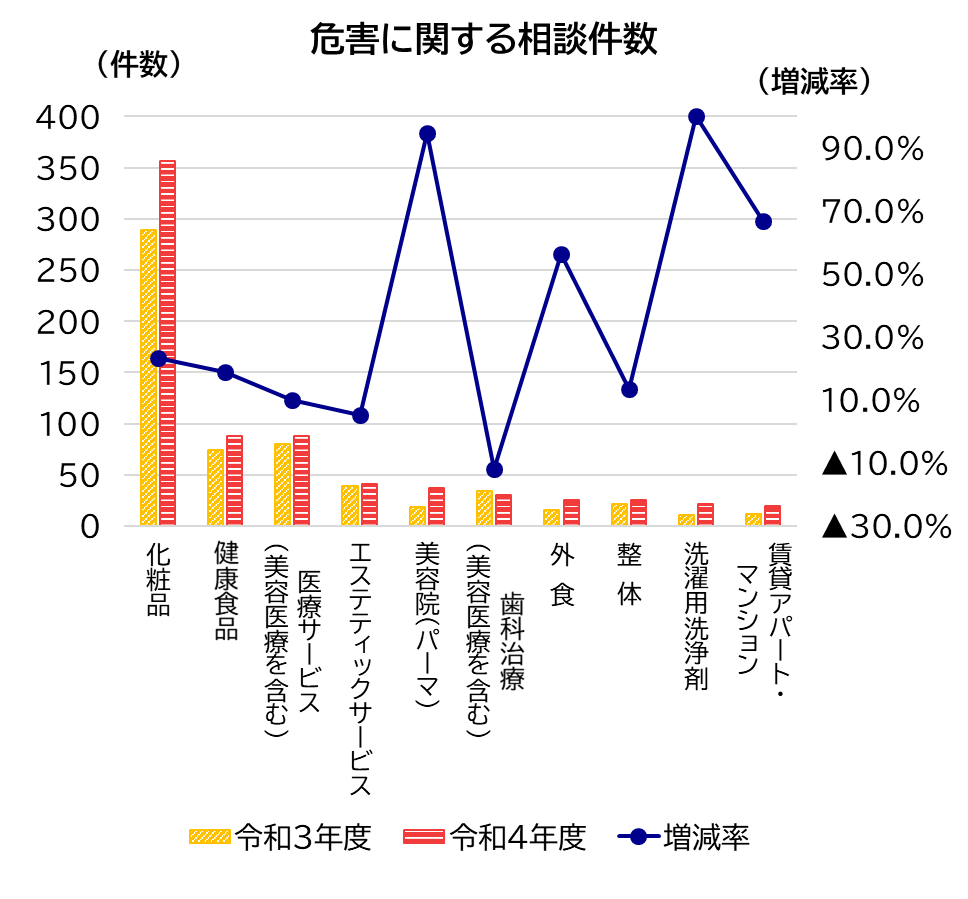 危害に関する相談件数
（件数）
（増減率）
400
350
300
250
200
150
100
50
0
90.0%
70.0%
50.0%
30.0%
10.0%
▲10.0%
▲30.0%
化粧品
健康食品
医療サービス
（美容医療を含む）
エステティックサービス
美容院（パーマ）
歯科治療
（美容医療を含む）
外食
整体
洗濯用洗浄剤
賃貸アパート・
マンション
令和3年度
令和4年度
増減率